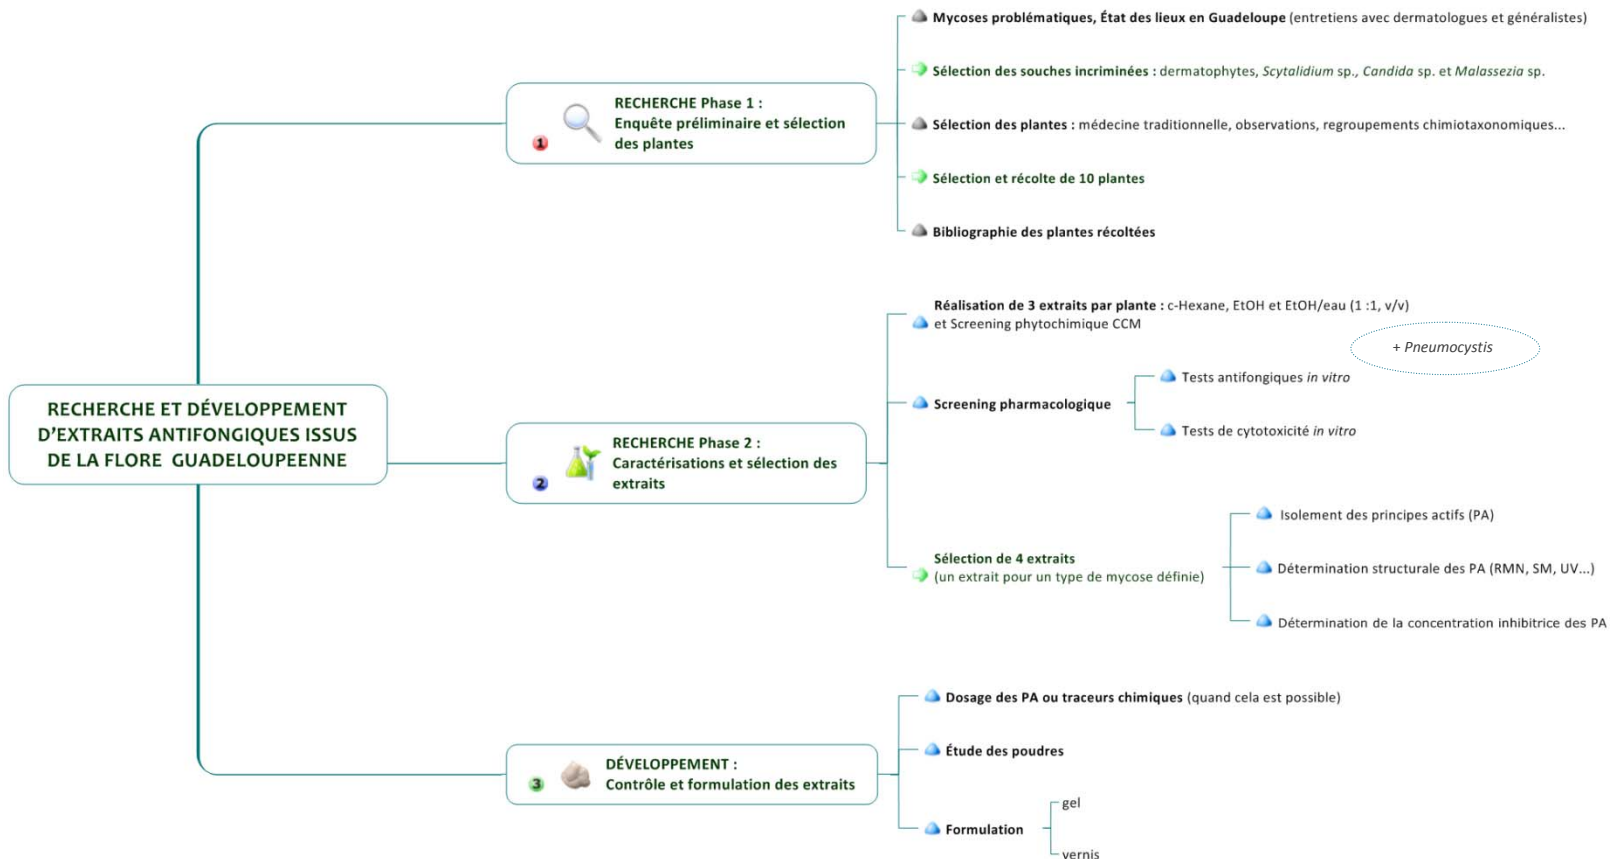 RECHERCHE ET DÉVELOPPEMENT
D'EXTRAITS ANTIFONGIQUES ISSUS
DE LA FLORE GUADELOUPEENNE
1
RECHERCHE Phase 1 :
Enquête préliminaire et sélection
des plantes
Mycoses problématiques, État des lieux en Guadeloupe (entretiens avec dermatologues et généralistes)
Sélection des souches incriminées : dermatophytes, Scytalidium sp., Candida sp. et Malassezia sp.
Sélection des plantes : médecine traditionnelle, observations, regroupements chimiotaxonomiques...
Sélection et récolte de 10 plantes
Bibliographie des plantes récoltées
2
RECHERCHE Phase 2 :
Caractérisations et sélection des
extraits
Réalisation de 3 extraits par plante : c-Hexane, EtOH et EtOH/eau (1 :1, v/v)
et Screening phytochimique CCM
+ Pneumocystis
Screening pharmacologique
Tests antifongiques in vitro
Tests de cytotoxicité in vitro
Sélection de 4 extraits
(un extrait pour un type de mycose définie)
Isolement des principes actifs (PA)
Détermination structurale des PA (RMN, SM, UV...)
Détermination de la concentration inhibitrice des PA
3
DÉVELOPPEMENT :
Contrôle et formulation des extraits
Dosage des PA ou traceurs chimiques (quand cela est possible)
Étude des poudres
Formulation
gel
vernis